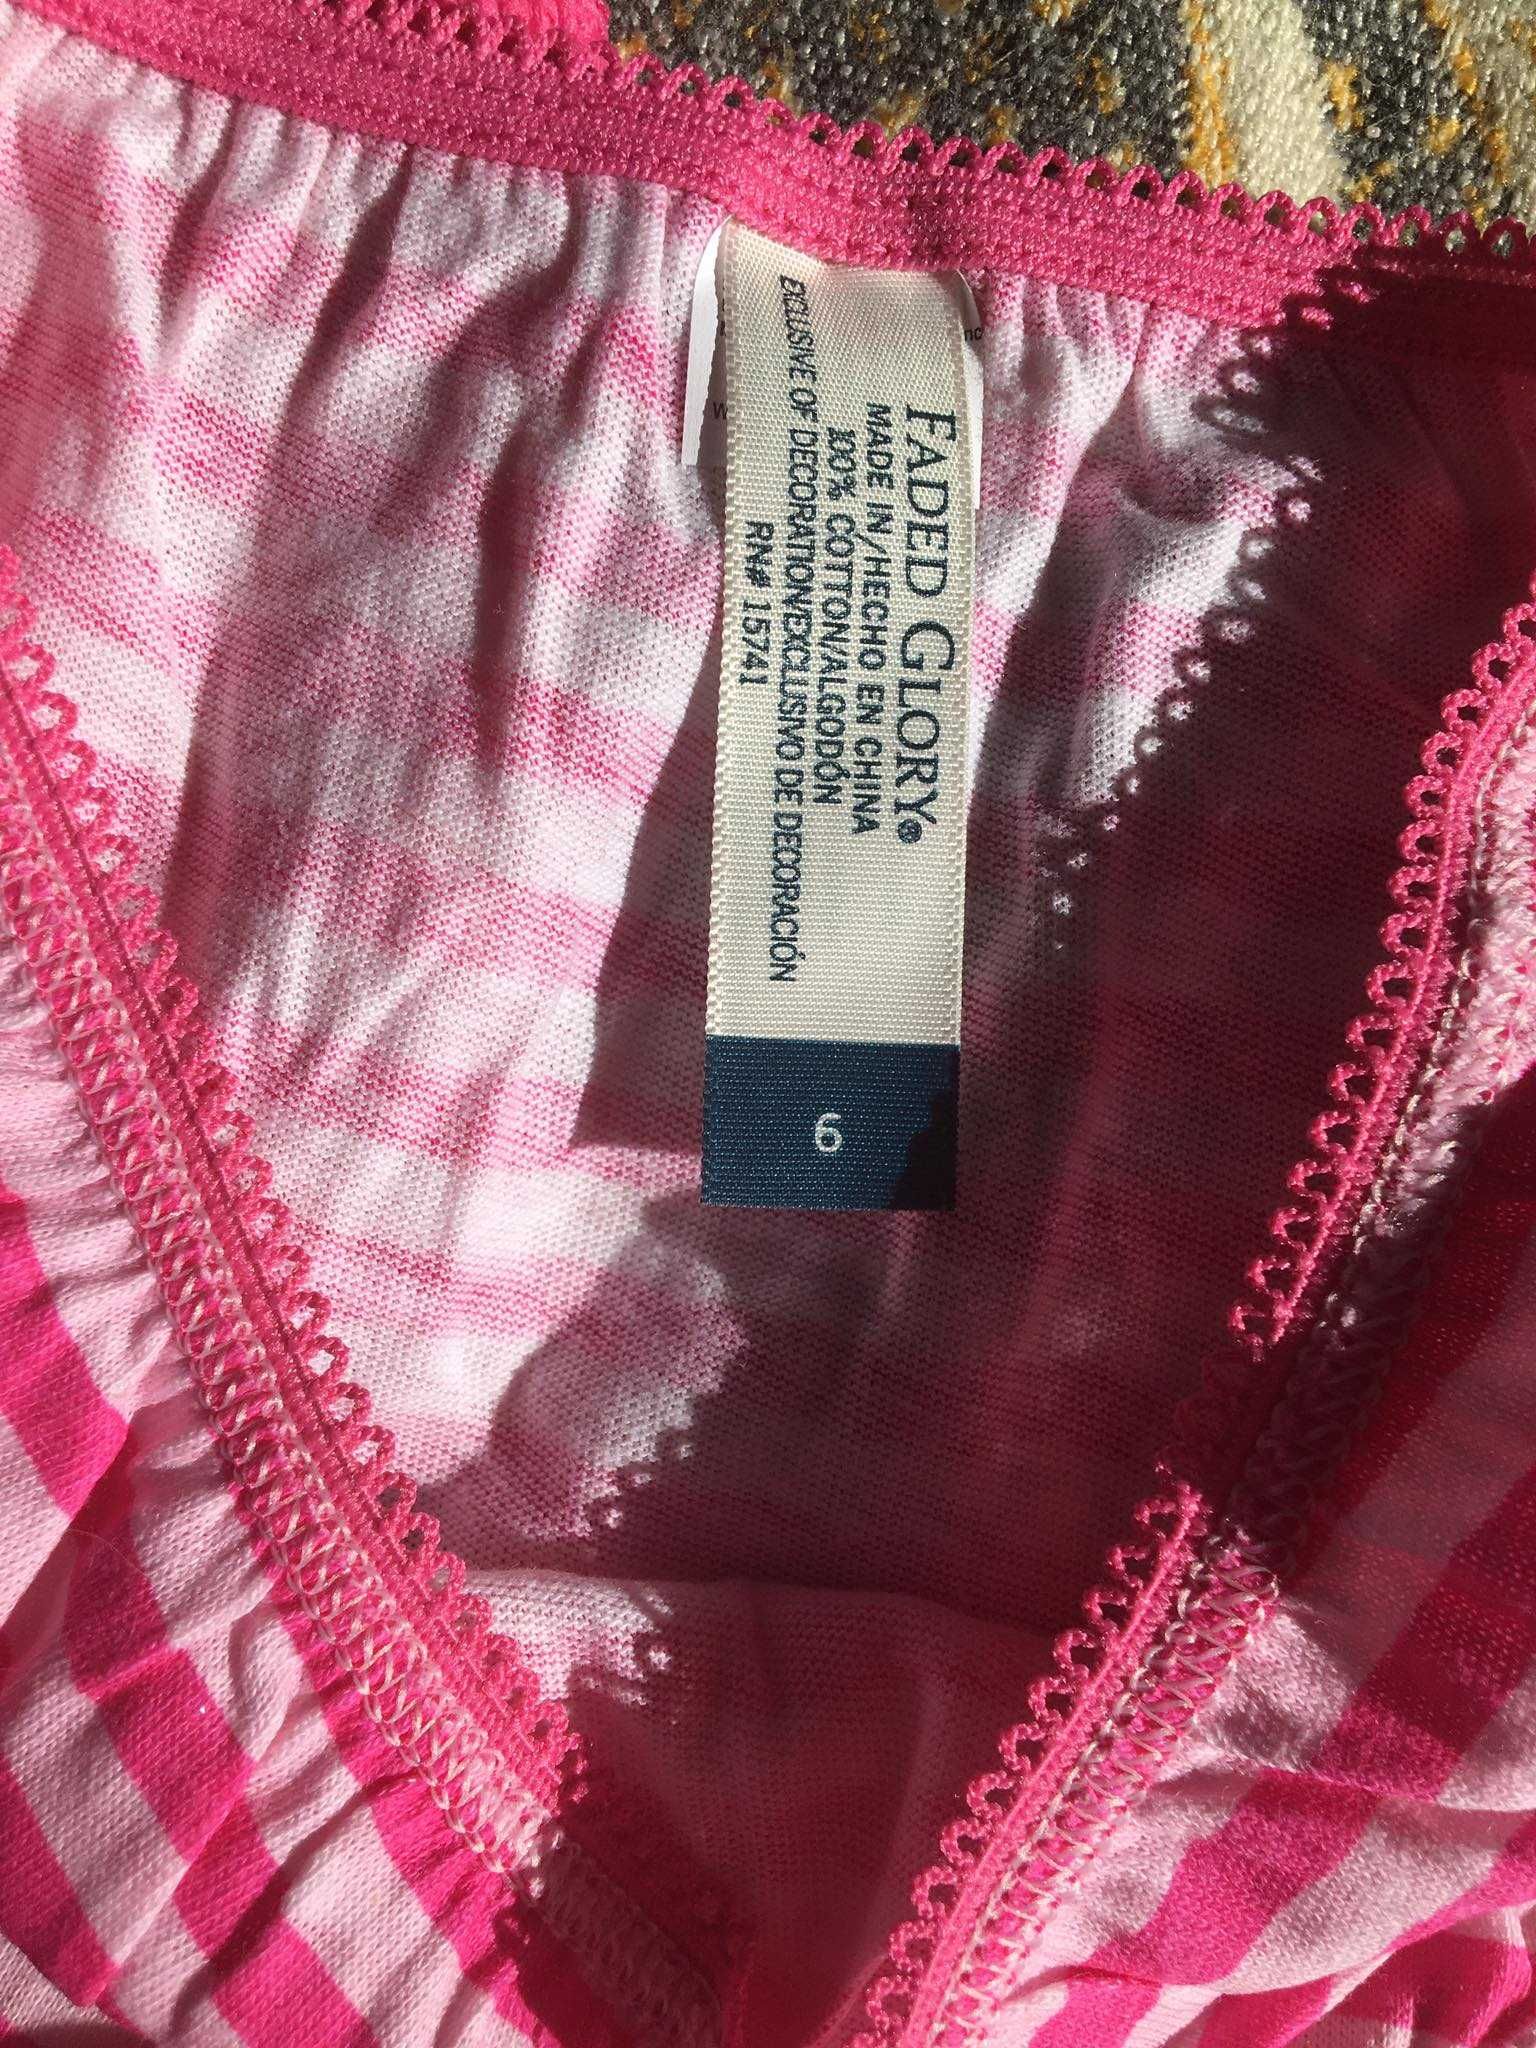 FADED GLORY®
MADE IN/HECHO EN CHINA
100% COTTON/ALGODÓN
EXCLUSIVE OF DECORATION/EXCLUSIVO DE DECORACIÓN
RN# 15741
6